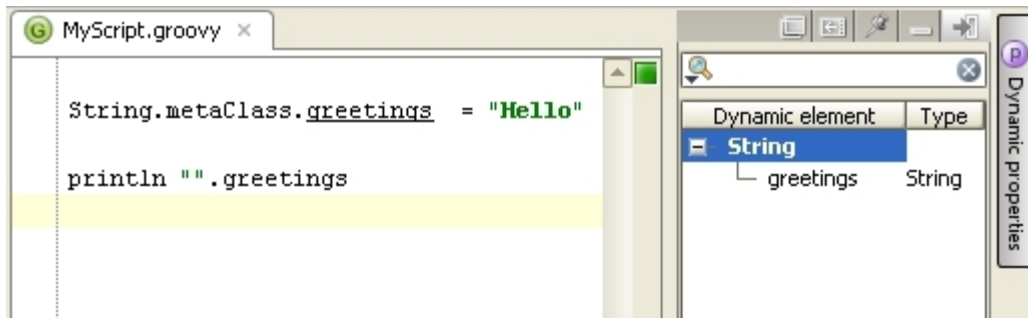 G MyScript.groovy ×
String.metaClass.greetings = "Hello"
println "".greetings
Dynamic element Type
String
greetings String
P Dynamic properties